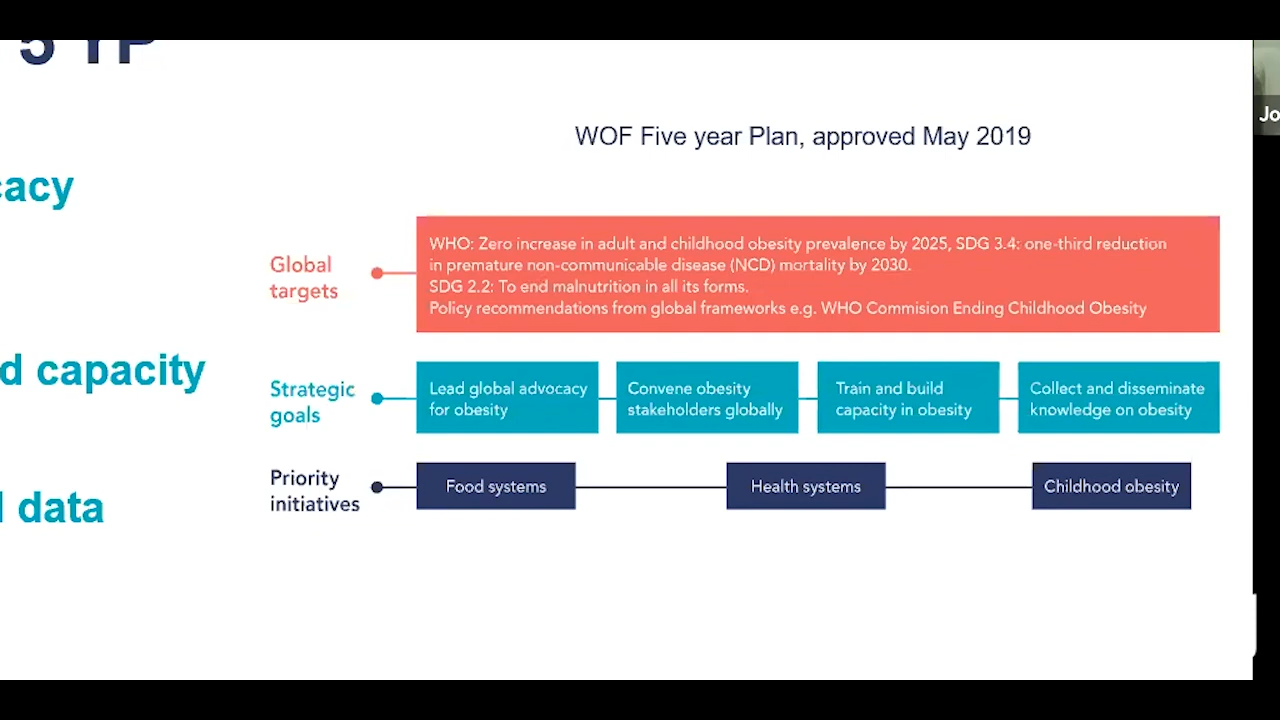 5 YP
WOF Five year Plan, approved May 2019
cacy
d capacity
l data
Global
targets
WHO: Zero increase in adult and childhood obesity prevalence by 2025, SDG 3.4: one-third reduction
in premature non-communicable disease (NCD) mortality by 2030.
SDG 2.2: To end malnutrition in all its forms.
Policy recommendations from global frameworks e.g. WHO Commision Ending Childhood Obesity
Strategic
goals
Lead global advocacy
for obesity
Convene obesity
stakeholders globally
Train and build
capacity in obesity
Collect and disseminate
knowledge on obesity
Priority
initiatives
Food systems
Health systems
Childhood obesity
Jo